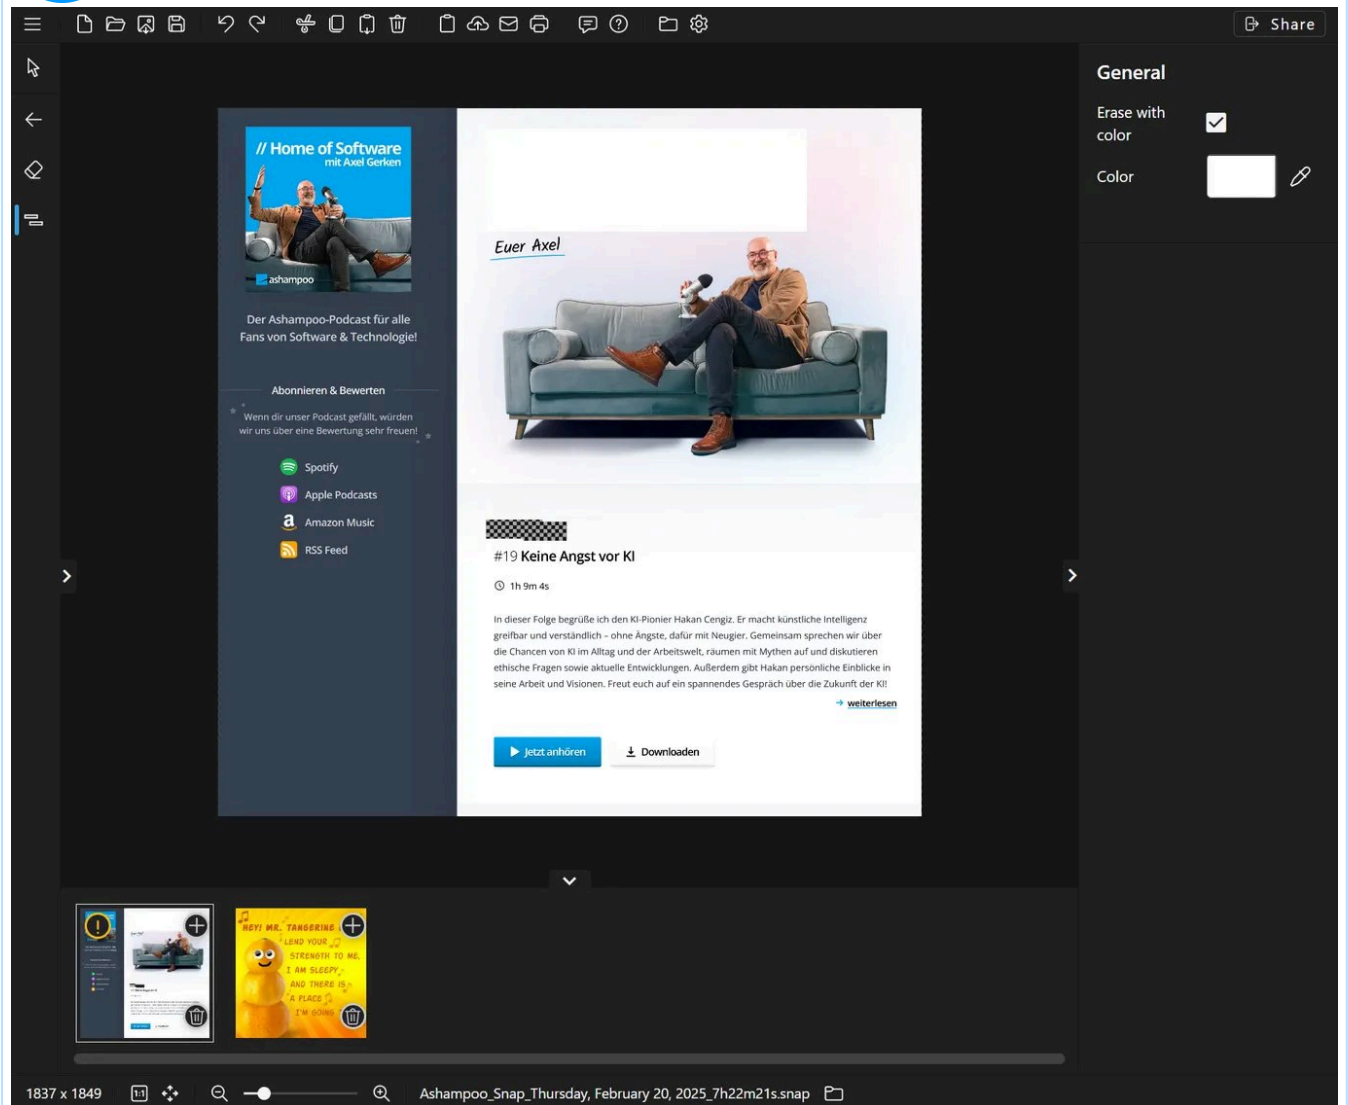 Share
General
Erase with
color
Color
// Home of Software
mit Axel Gerken
ashampoo
Der Ashampoo-Podcast für alle
Fans von Software & Technologie!
Abonnieren & Bewerten
Wenn dir unser Podcast gefällt, würden
wir uns über eine Bewertung sehr freuen!
Spotify
Apple Podcasts
Amazon Music
RSS Feed
Euer Axel
#19 Keine Angst vor KI
1h 9m 4s
In dieser Folge begrüße ich den KI-Pionier Hakan Cengiz. Er macht künstliche Intelligenz
greifbar und verständlich – ohne Ängste, dafür mit Neugier. Gemeinsam sprechen wir über
die Chancen von KI im Alltag und der Arbeitswelt, räumen mit Mythen auf und diskutieren
ethische Fragen sowie aktuelle Entwicklungen. Außerdem gibt Hakan persönliche Einblicke in
seine Arbeit und Visionen. Freut euch auf ein spannendes Gespräch über die Zukunft der KI!
→ weiterlesen
Jetzt anhören
Downloaden
HEY! MR. TANGERINE
LEND YOUR
STRENGTH TO ME,
I AM SLEEPY
AND THERE IS
A PLACE
I'M GOING
1837 x 1849
1:1
Ashampoo_Snap_Thursday, February 20, 2025_7h22m21s.snap